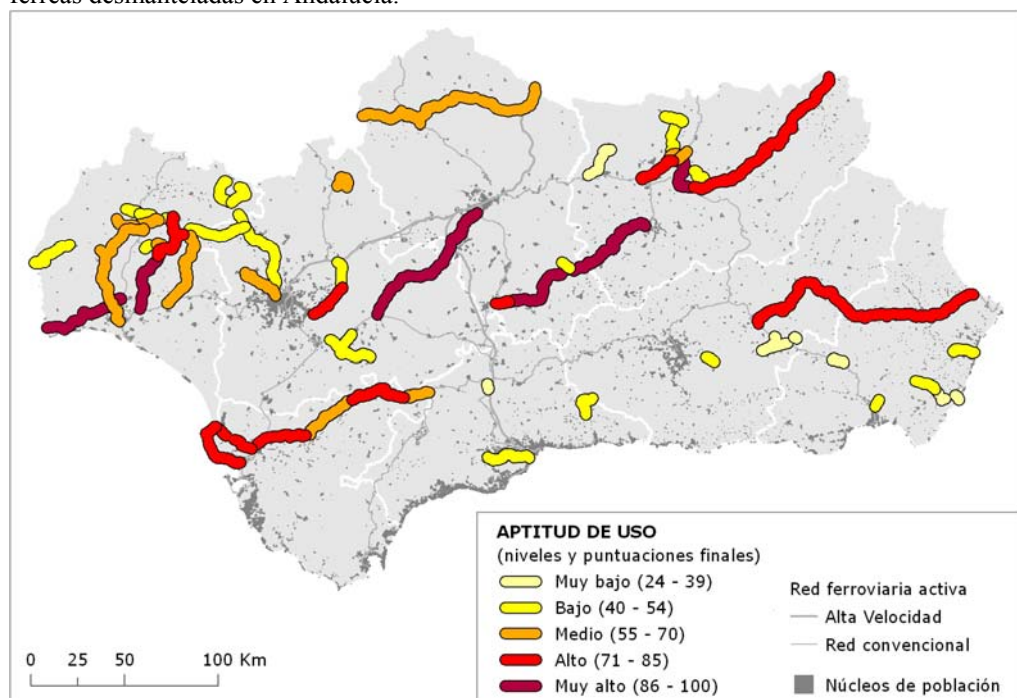 férreas desmanteladas en Andalucía.
APTITUD DE USO
(niveles y puntuaciones finales)
Muy bajo (24 - 39)
Bajo (40 - 54)
Medio (55 - 70)
Alto (71 - 85)
Muy alto (86 - 100)
Red ferroviaria activa
Alta Velocidad
Red convencional
Núcleos de población
0 25 50 100 Km